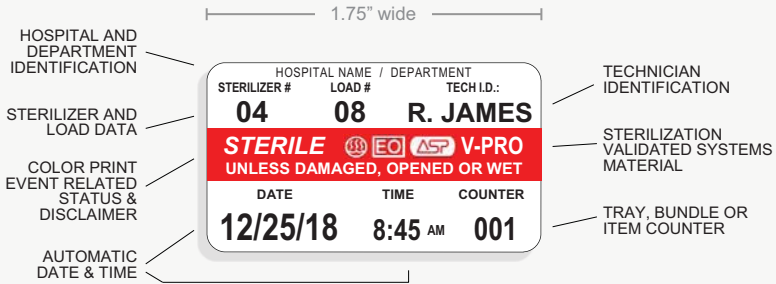 1.75” wide
HOSPITAL AND
DEPARTMENT
IDENTIFICATION
STERILIZER AND
LOAD DATA
COLOR PRINT
EVENT RELATED
STATUS &
DISCLAIMER
AUTOMATIC
DATE & TIME
HOSPITAL NAME / DEPARTMENT
STERILIZER # LOAD # TECH I.D.:
04 08 R. JAMES
STERILE EO ASP V-PRO
UNLESS DAMAGED, OPENED OR WET
DATE TIME COUNTER
12/25/18 8:45 AM 001
TECHNICIAN
IDENTIFICATION
STERILIZATION
VALIDATED SYSTEMS
MATERIAL
TRAY, BUNDLE OR
ITEM COUNTER